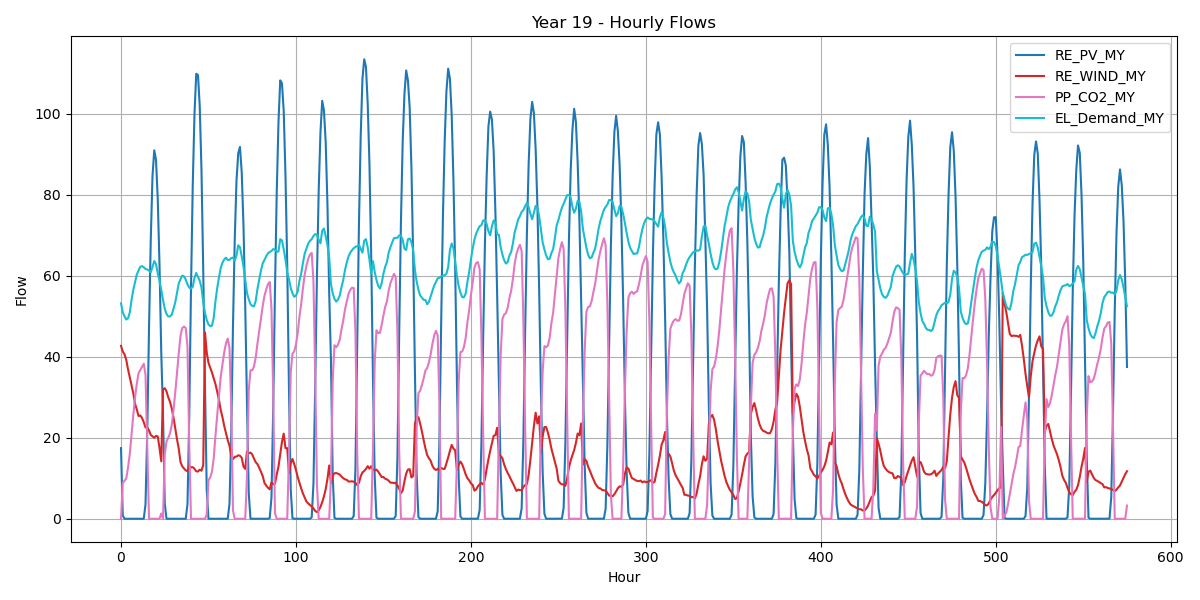 Year 19 - Hourly Flows
RE_PV_MY
RE_WIND_MY
PP_CO2_MY
EL_Demand_MY
Flow
100
80
60
40
20
0
0 100 200 300 400 500 600
Hour